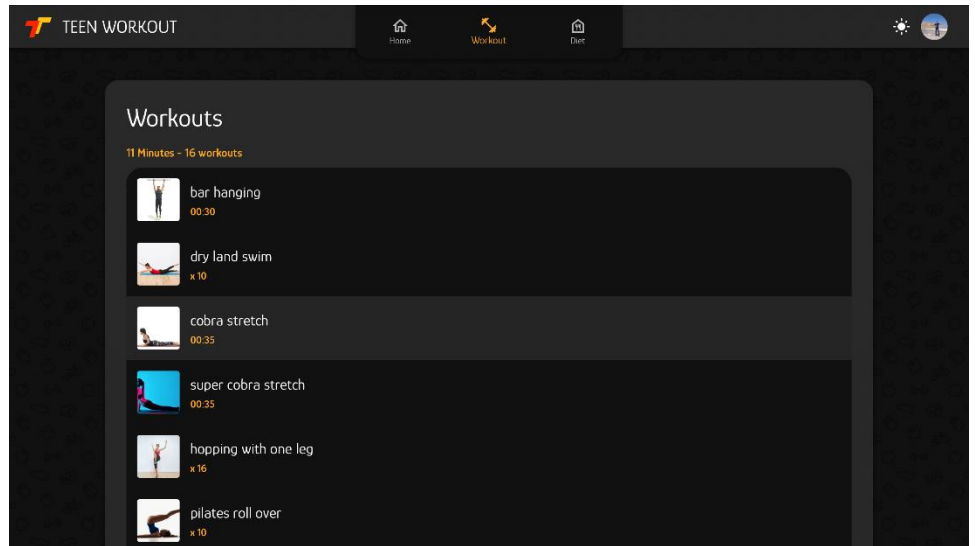 TEEN WORKOUT
Home
Workout
Diet
Workouts
11 Minutes - 16 workouts
bar hanging
00:30
dry land swim
x 10
cobra stretch
00:35
super cobra stretch
00:35
hopping with one leg
x 16
pilates roll over
x 10